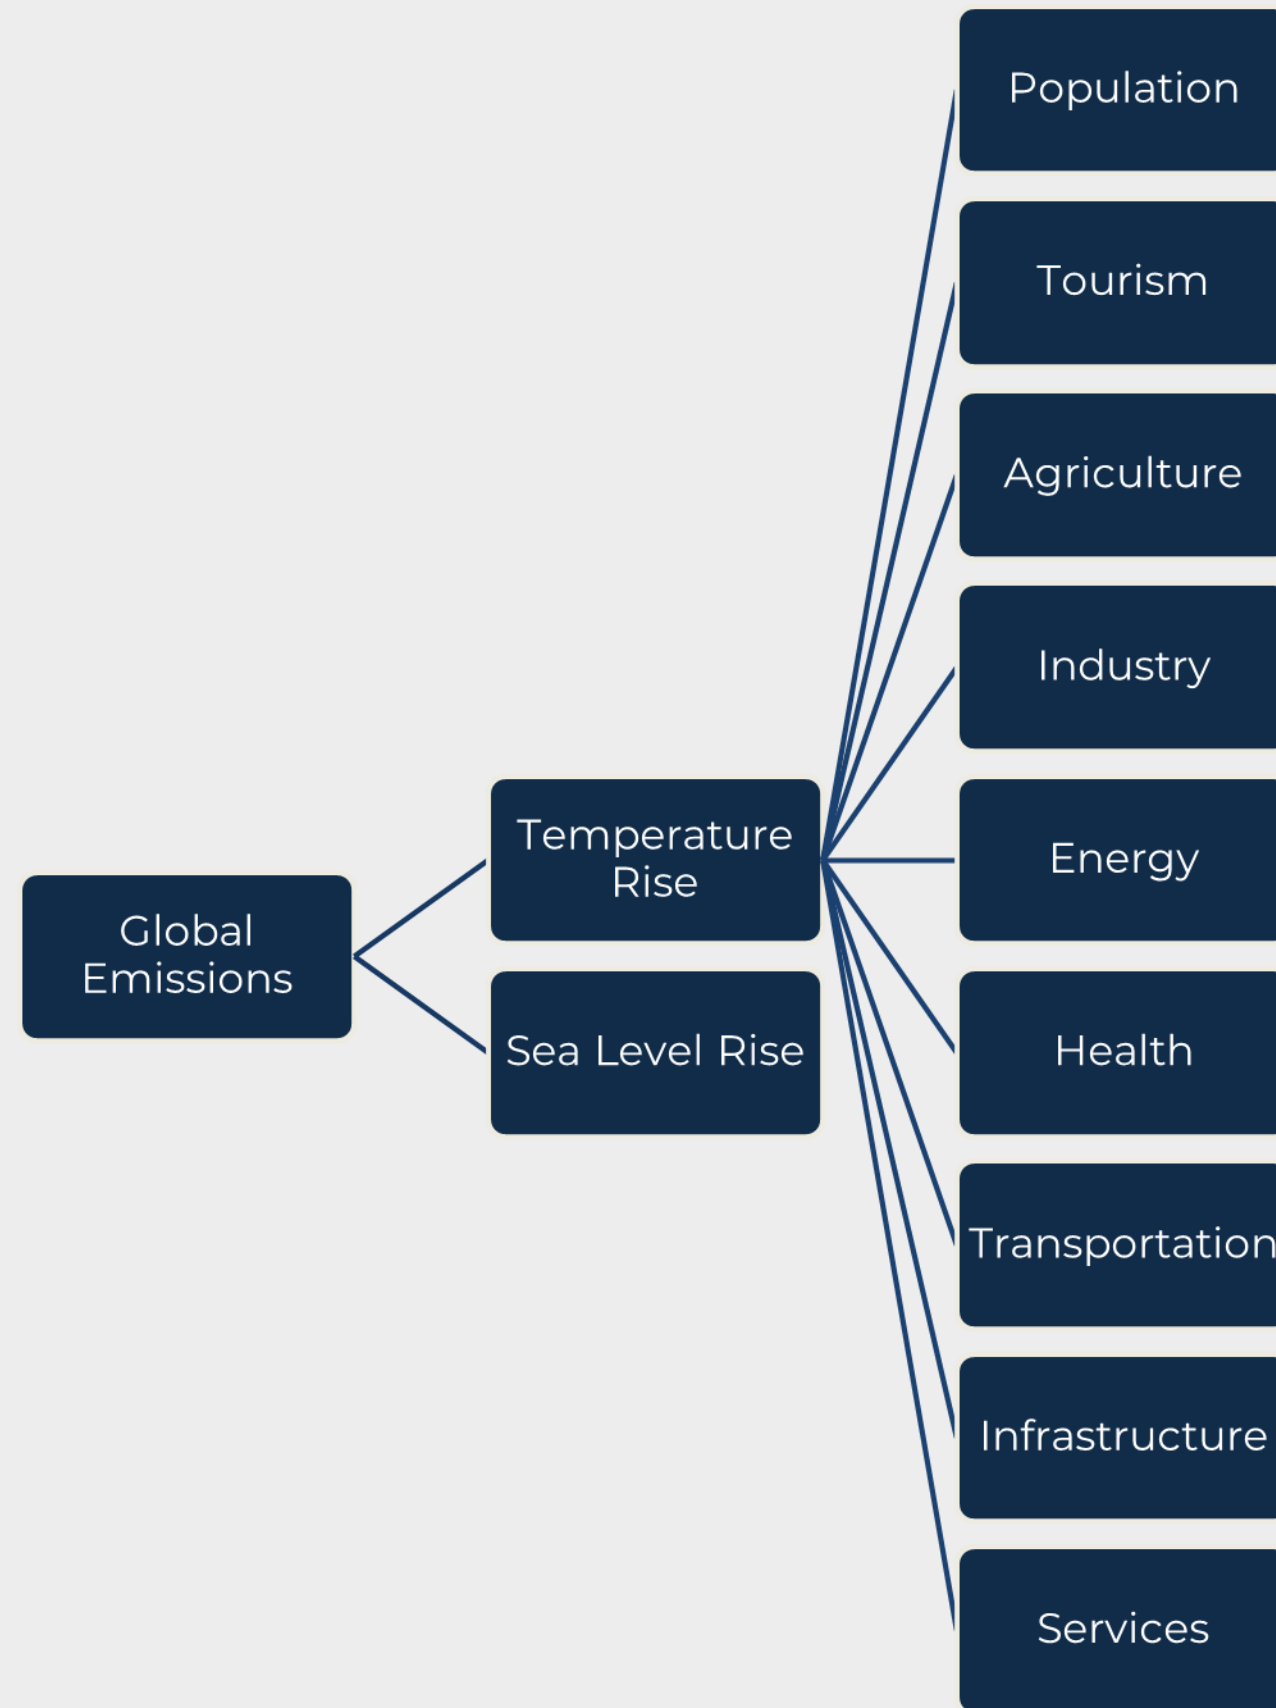 Population
Tourism
Agriculture
Industry
Temperature
Rise
Energy
Global
Emissions
Sea Level Rise
Health
Transportation
Infrastructure
Services